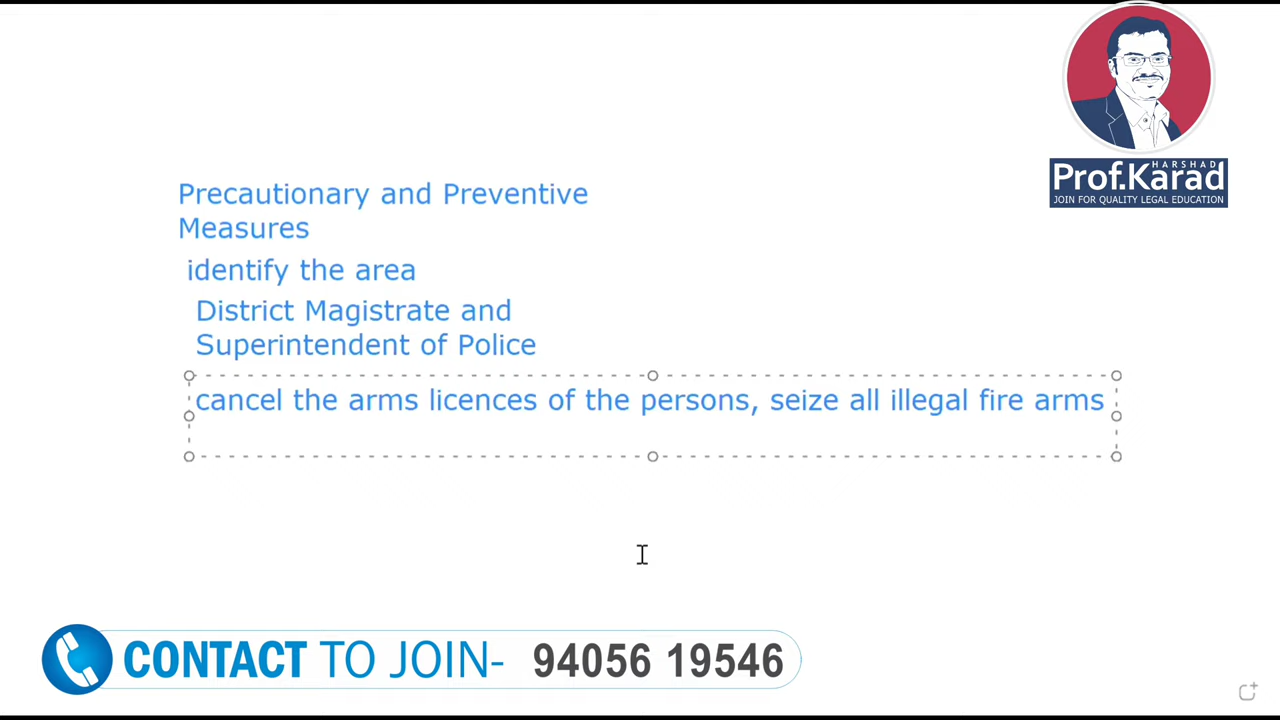 HARSHAD
Prof.Karad
JOIN FOR QUALITY LEGAL EDUCATION
Precautionary and Preventive
Measures
identify the area
District Magistrate and
Superintendent of Police
cancel the arms licences of the persons, seize all illegal fire arms
CONTACT TO JOIN- 94056 19546